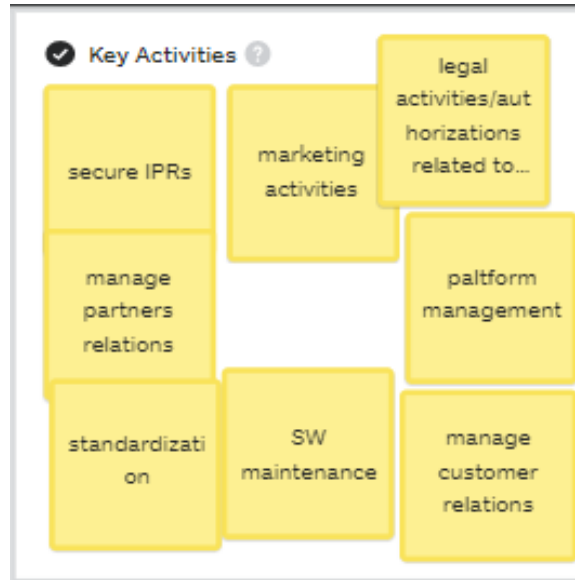 Key Activities ?
secure IPRs
marketing
activities
legal
activities/aut
horizations
related to...
manage
partners
relations
paltform
management
standardizati
on
SW
maintenance
manage
customer
relations